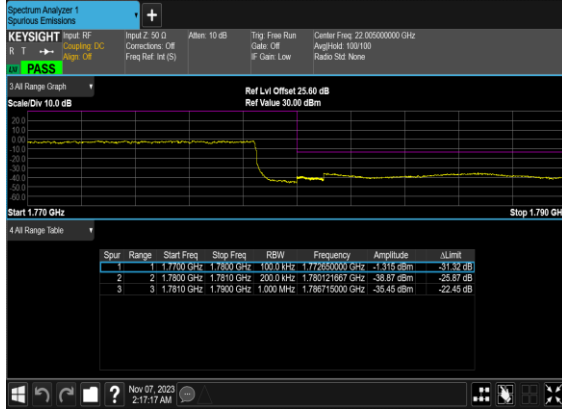 Spectrum Analyzer 1
Spurious Emissions
+
KEYSIGHT Input: RF Input Z: 50 Ω Atten: 10 dB Trig: Free Run Center Freq: 22.005000000 GHz
R T Coupling: DC Corrections: Off Gate: Off Avg|Hold: 100/100
Align: Off Freq Ref: Int (S) IF Gain: Low Radio Std: None
PASS
3 All Range Graph
Ref Lvl Offset 25.60 dB
Scale/Div 10.0 dB Ref Value 30.00 dBm
20.0
10.0
0.00
-10.0
-20.0
-30.0
-40.0
-50.0
-60.0
Start 1.770 GHz Stop 1.790 GH
4 All Range Table
Spur Range Start Freq Stop Freq RBW Frequency Amplitude ΔLimit
1 1 1.7700 GHz 1.7800 GHz 100.0 kHz 1.772650000 GHz -1.315 dBm -31.32 dB
2 2 1.7800 GHz 1.7810 GHz 200.0 kHz 1.780121667 GHz -38.87 dBm -25.87 dB
3 3 1.7810 GHz 1.7900 GHz 1.000 MHz 1.786715000 GHz -35.45 dBm -22.45 dB
? Nov 07, 2023
2:17:17 AM